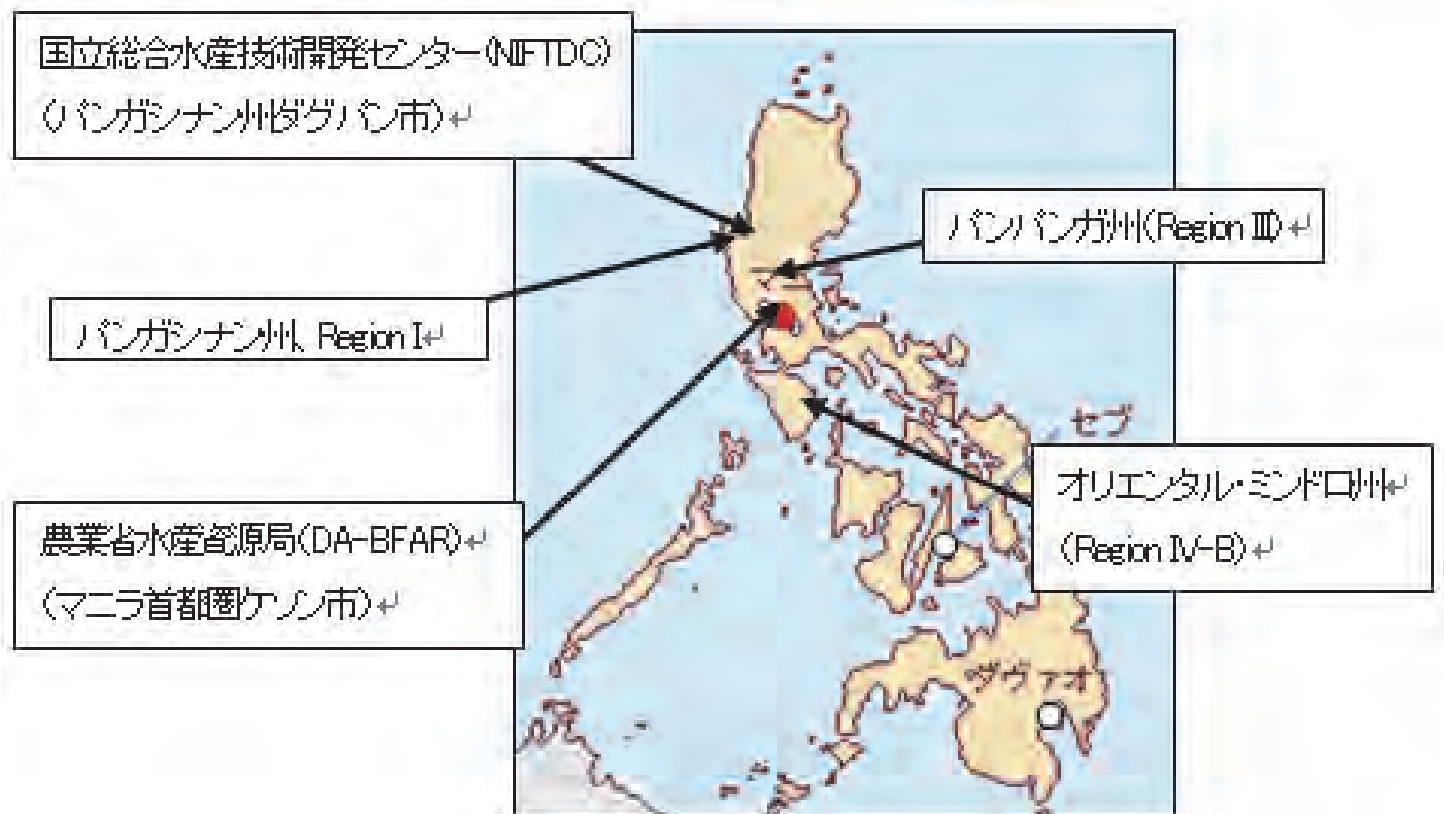 国立総合水産技術開発センター(NIFTDC)
(パンガシナン州ダグパン市)↵
パンパンガ州(Region III)↵
パンガシナン州、Region I↵
セブ
オリエンタル・ミンドロ州↵
(Region IV-B)↵
農業省水産資源局(DA-BFAR)↵
(マニラ首都圏ケソン市)↵
ダヴァオ